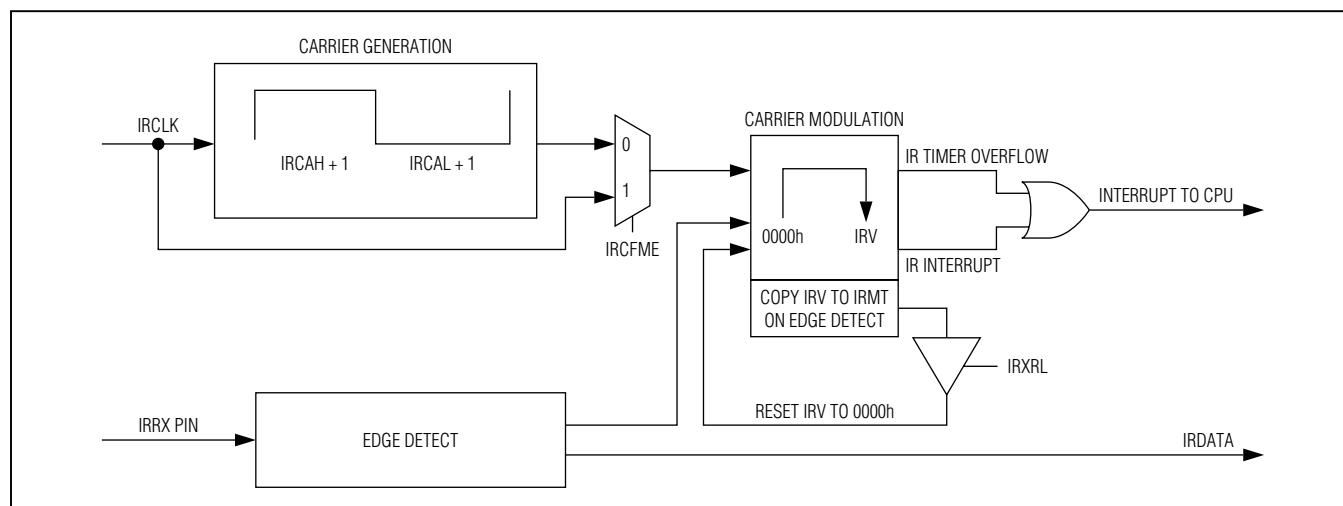 CARRIER GENERATION
IRCLK
IRCAH + 1
IRCAL + 1
0
1
IRCFME
CARRIER MODULATION
0000h
IRV
IR TIMER OVERFLOW
IR INTERRUPT
INTERRUPT TO CPU
COPY IRV TO IRMT
ON EDGE DETECT
IRXRL
RESET IRV TO 0000h
IRRX PIN
EDGE DETECT
IRDATA